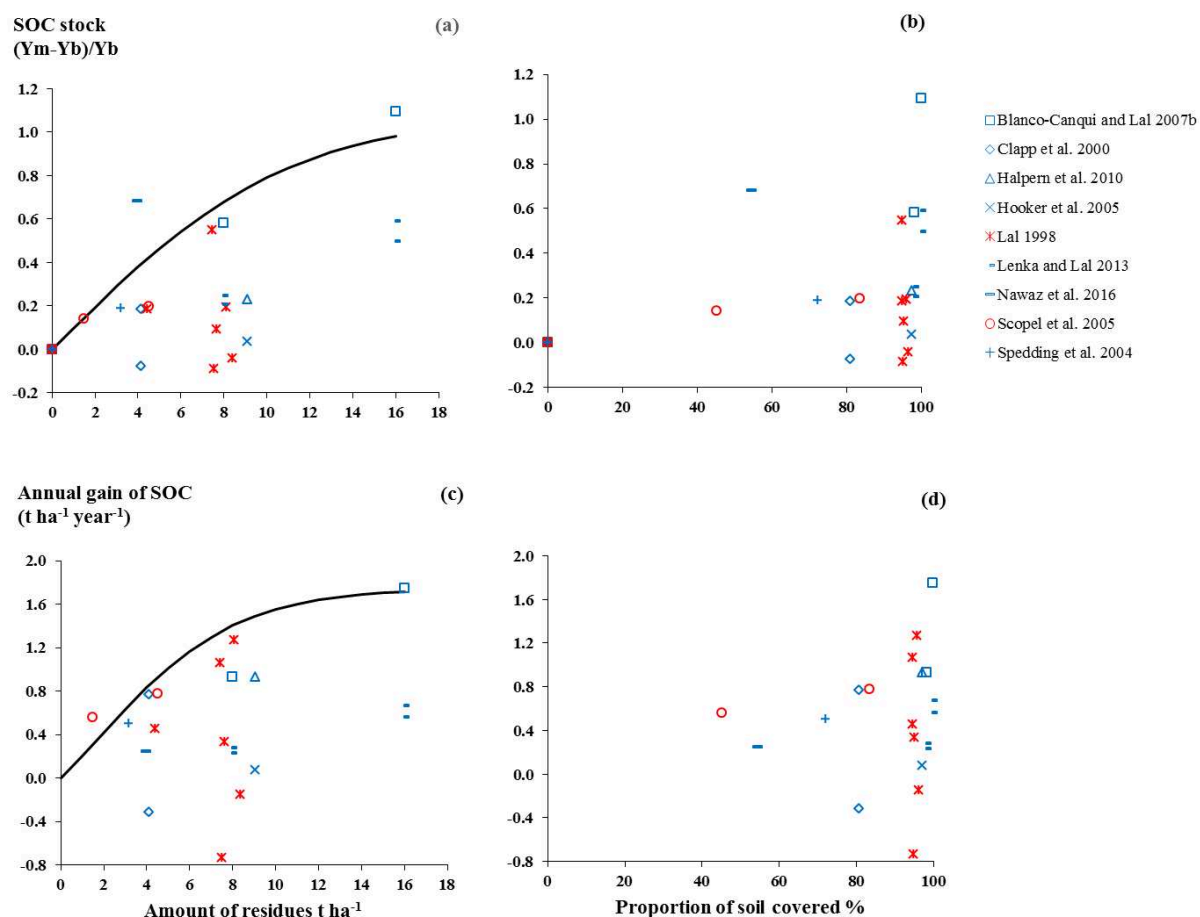 SOC stock
(Ym-Yb)/Yb
(a)
(b)
1.2
1.0
0.8
0.6
0.4
0.2
0.0
-0.2
0 2 4 6 8 10 12 14 16 18
1.2
1.0
0.8
0.6
0.4
0.2
0.0
-0.2
0 20 40 60 80 100
Blanco-Canqui and Lal 2007b
Clapp et al. 2000
Halpern et al. 2010
Hooker et al. 2005
Lal 1998
Lenka and Lal 2013
Nawaz et al. 2016
Scopel et al. 2005
Spedding et al. 2004
Annual gain of SOC
(t ha-1 year-1)
(c)
(d)
2.0
1.6
1.2
0.8
0.4
0.0
-0.4
-0.8
0 2 4 6 8 10 12 14 16 18
Amount of residues t ha-1
2.0
1.6
1.2
0.8
0.4
0.0
-0.4
-0.8
0 20 40 60 80 100
Proportion of soil covered %